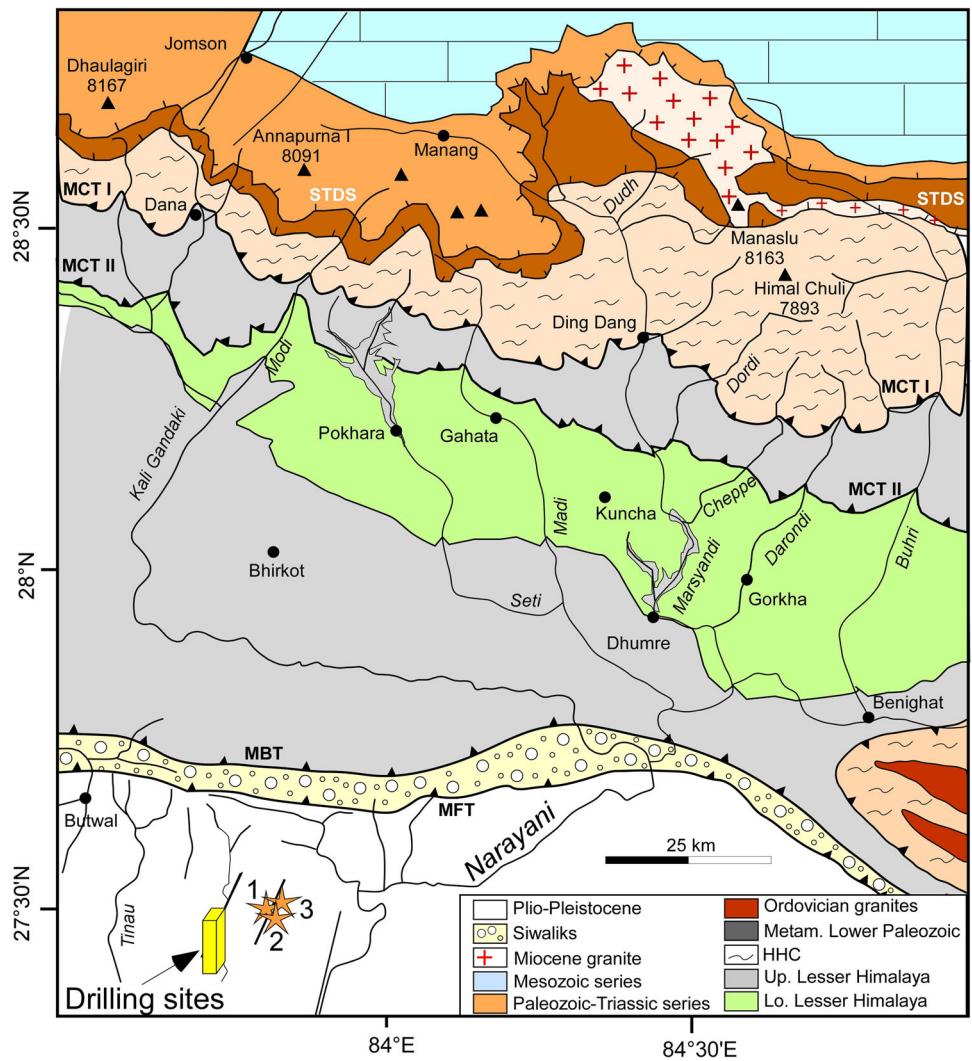 Jomson
Dhaulagiri
8167
Annapurna I
8091
Manang
STDS
MCT I
Dana
Dudh
STDS
28°30'N
Manaslu
8163
MCT II
Himal Chuli
7893
Ding Dang
Modi
Dordi
MCT I
Pokhara
Gahata
Kali Gandaki
Cheppe
MCT II
Kuncha
Madi
Darondi
Buhri
28°N
Bhirkot
Marsyandi
Seti
Gorkha
Dhumre
Benighat
MBT
MFT
Butwal
Narayani
25 km
27°30'N
1
3
2
Tinau
Drilling sites
Plio-Pleistocene
Siwaliks
Miocene granite
Mesozoic series
Paleozoic-Triassic series
Ordovician granites
Metam. Lower Paleozoic
HHC
Up. Lesser Himalaya
Lo. Lesser Himalaya
84°E
84°30'E